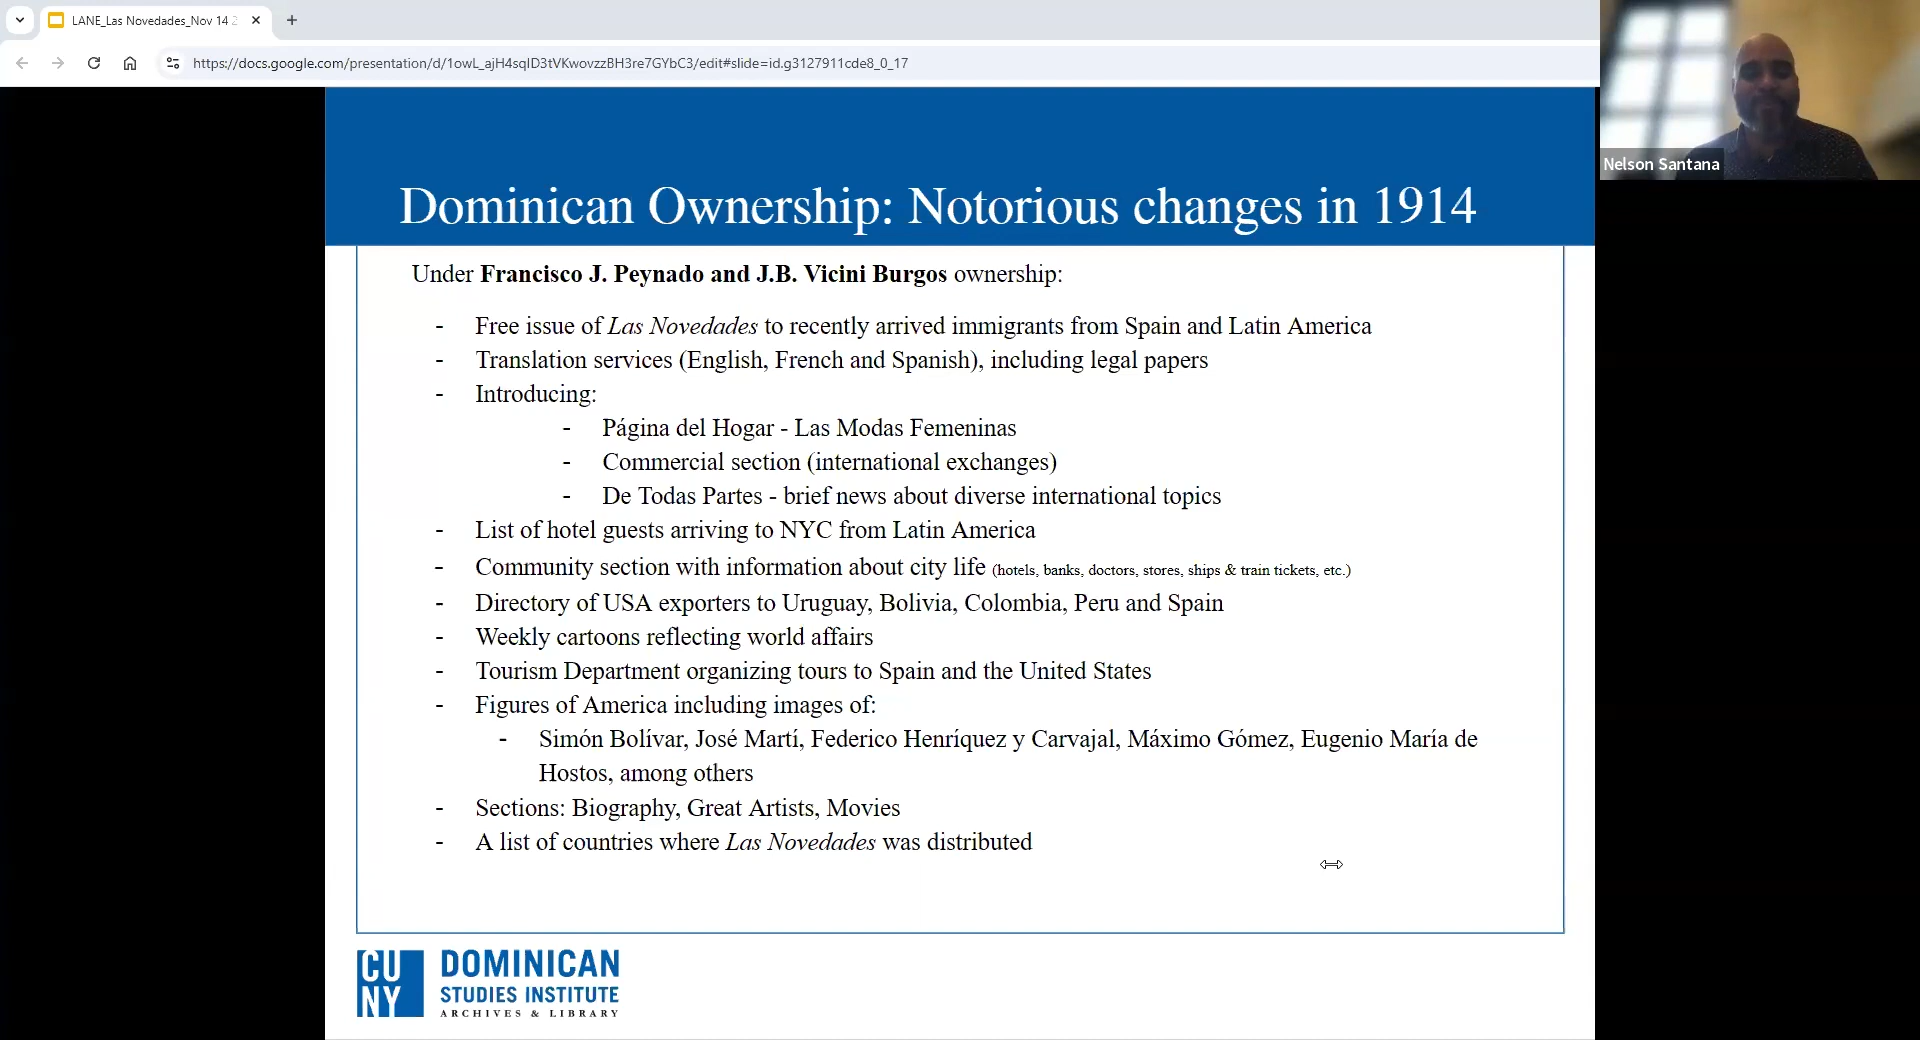 LANE_Las Novedades_Nov 14 2
https://docs.google.com/presentation/d/1owL_ajH4sqID3tVKwovzzBH3re7GYbC3/edit#slide=id.g3127911cde8_0_17
Nelson Santana
Dominican Ownership: Notorious changes in 1914
Under Francisco J. Peynado and J.B. Vicini Burgos ownership:
- Free issue of Las Novedades to recently arrived immigrants from Spain and Latin America
- Translation services (English, French and Spanish), including legal papers
- Introducing:
- Página del Hogar - Las Modas Femeninas
- Commercial section (international exchanges)
- De Todas Partes - brief news about diverse international topics
- List of hotel guests arriving to NYC from Latin America
- Community section with information about city life (hotels, banks, doctors, stores, ships & train tickets, etc.)
- Directory of USA exporters to Uruguay, Bolivia, Colombia, Peru and Spain
- Weekly cartoons reflecting world affairs
- Tourism Department organizing tours to Spain and the United States
- Figures of America including images of:
- Simón Bolívar, José Martí, Federico Henríquez y Carvajal, Máximo Gómez, Eugenio María de
Hostos, among others
- Sections: Biography, Great Artists, Movies
- A list of countries where Las Novedades was distributed
CU
NY
DOMINICAN
STUDIES INSTITUTE
ARCHIVES & LIBRARY